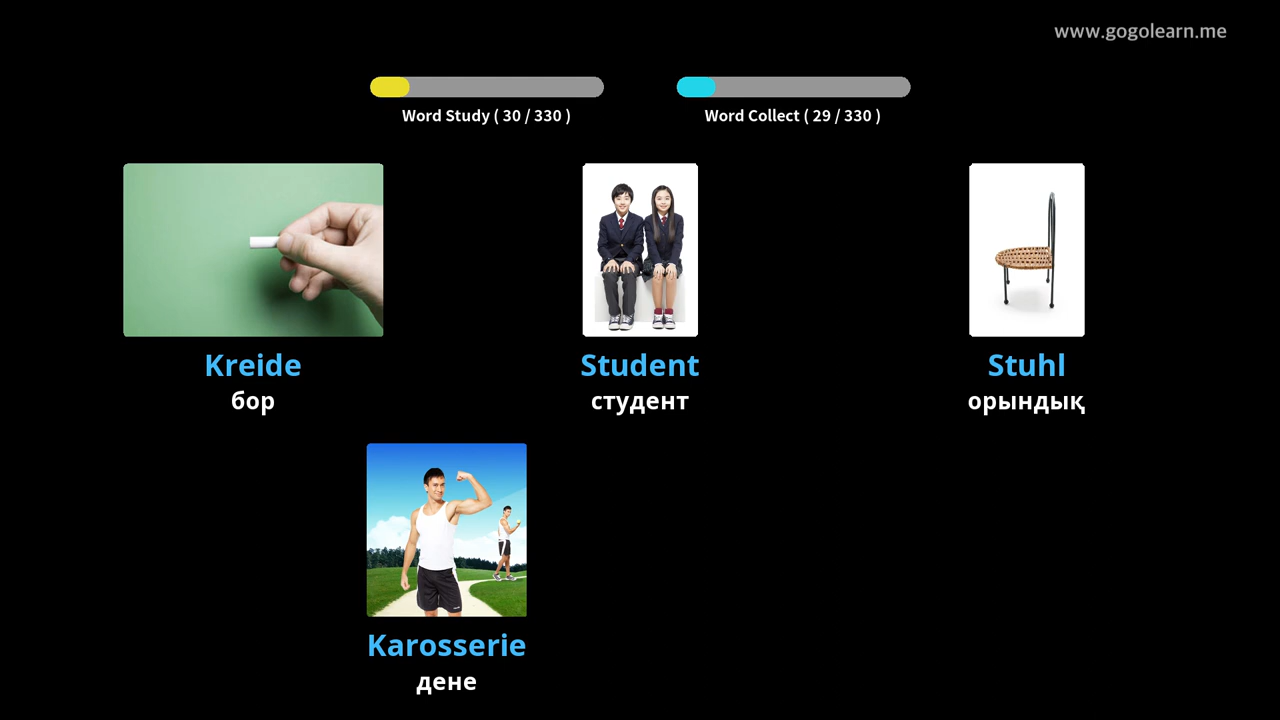 www.gogolearn.me
Word Study ( 30 / 330 )
Word Collect ( 29 / 330 )
Kreide
бор
Student
студент
Stuhl
орындық
Karosserie
дене